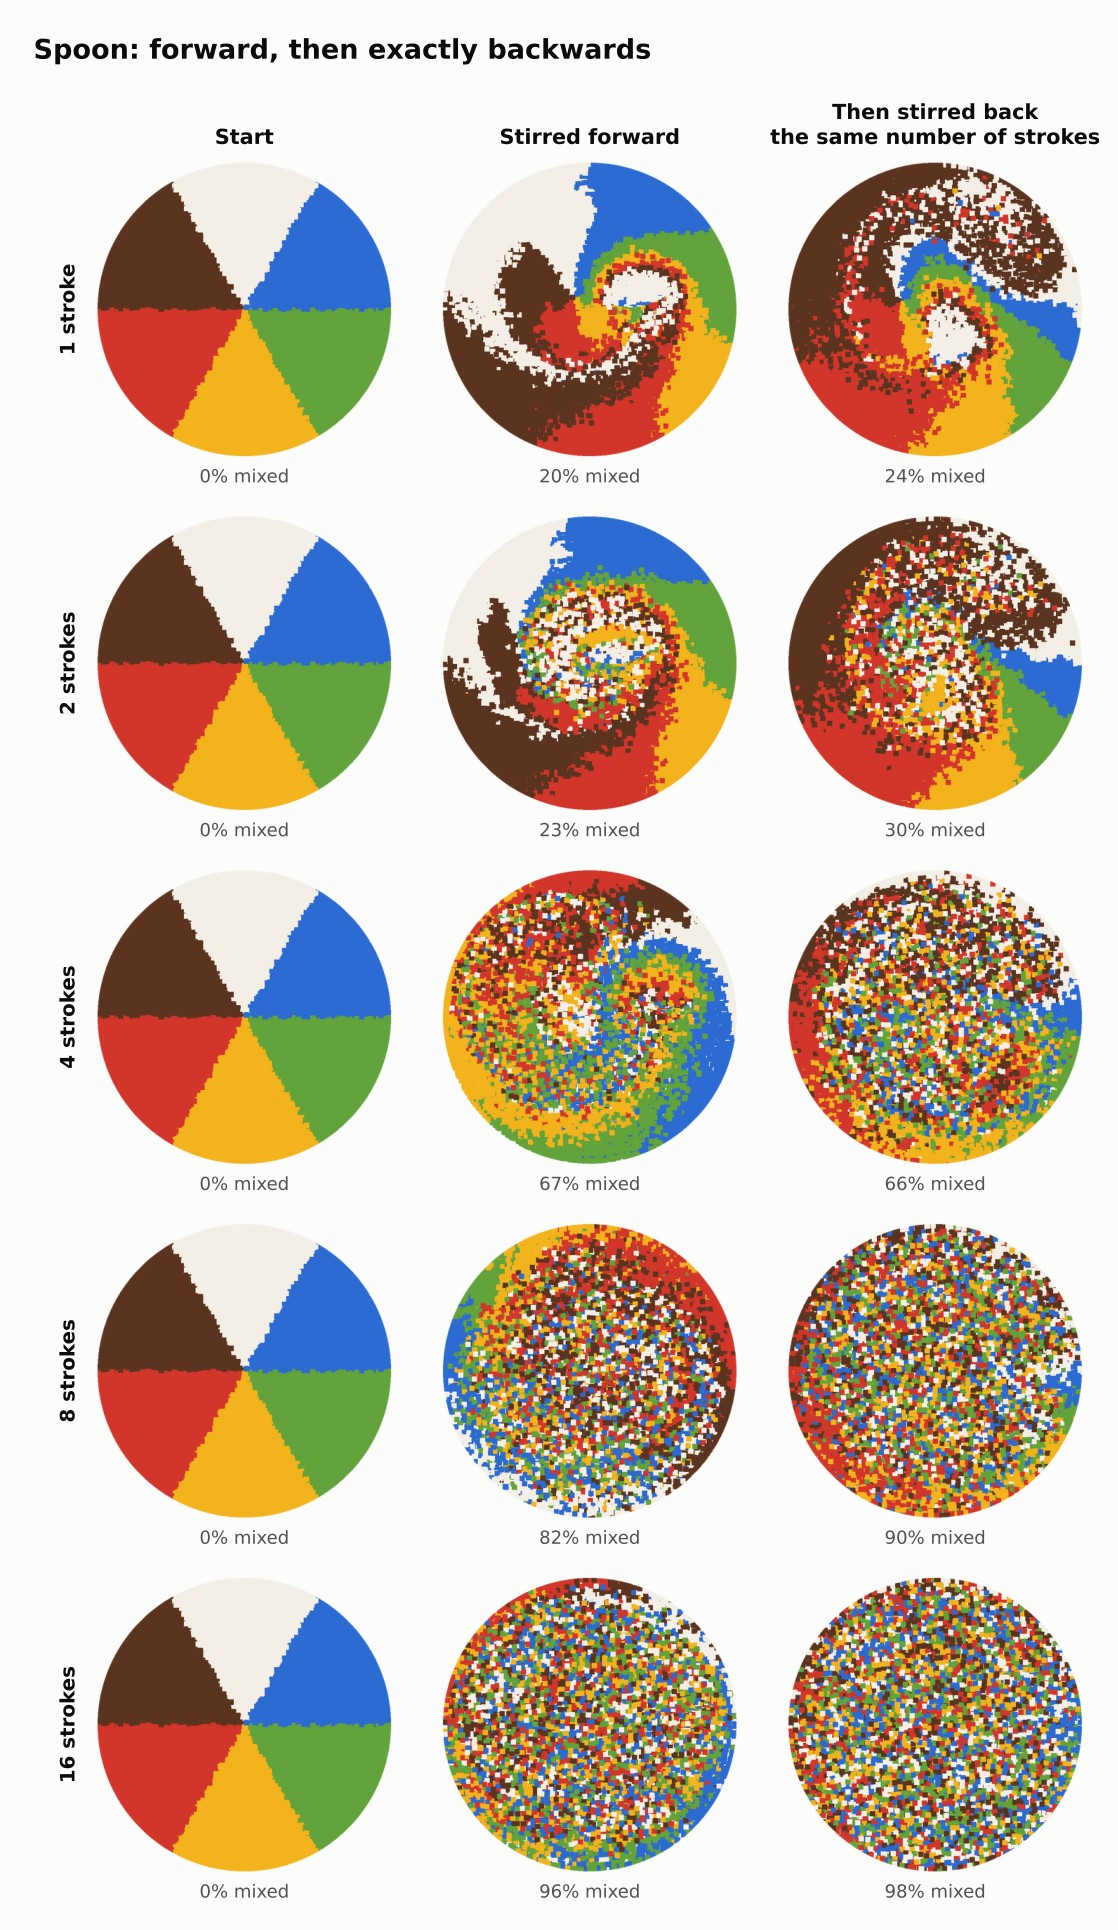 Spoon: forward, then exactly backwards
Start
Stirred forward
Then stirred back
the same number of strokes
1 stroke
0% mixed
20% mixed
24% mixed
2 strokes
0% mixed
23% mixed
30% mixed
4 strokes
0% mixed
67% mixed
66% mixed
8 strokes
0% mixed
82% mixed
90% mixed
16 strokes
0% mixed
96% mixed
98% mixed